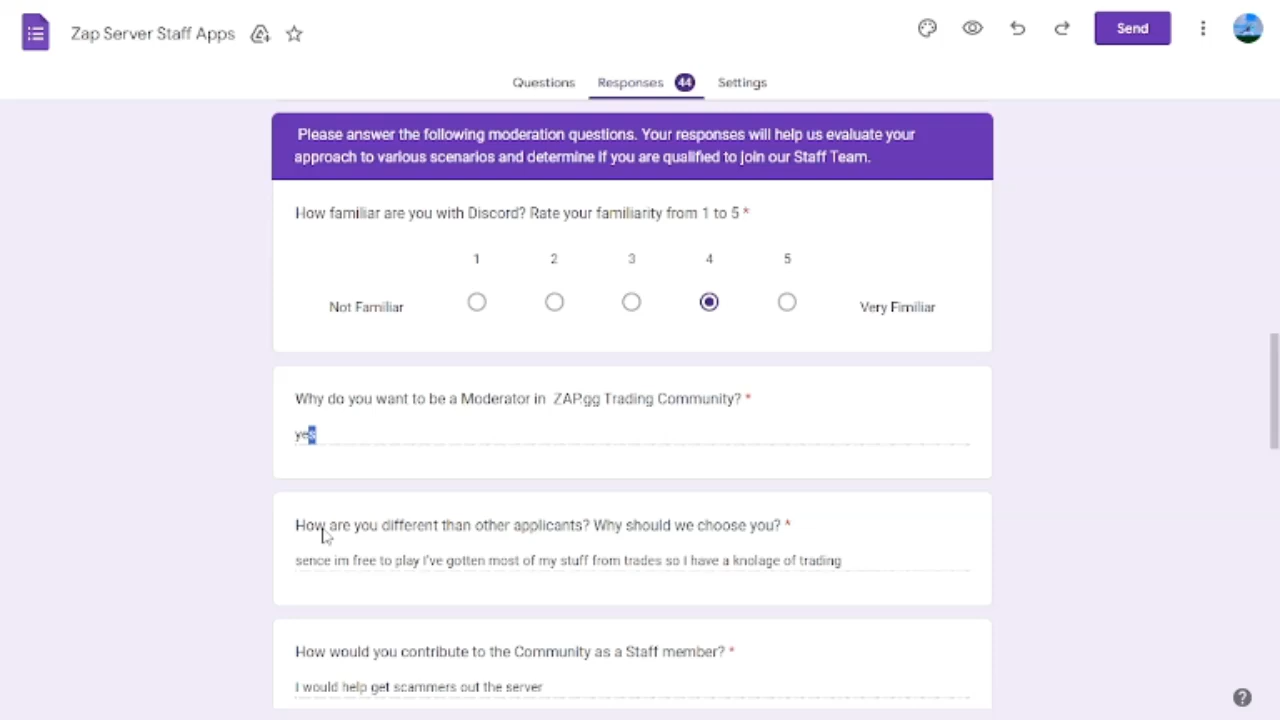 Zap Server Staff Apps
Send
Questions
Responses 44
Settings
Please answer the following moderation questions. Your responses will help us evaluate your
approach to various scenarios and determine if you are qualified to join our Staff Team.
How familiar are you with Discord? Rate your familiarity from 1 to 5 *
1 2 3 4 5
Not Familiar
Very Fimiliar
Why do you want to be a Moderator in ZAP.gg Trading Community? *
yes
How are you different than other applicants? Why should we choose you? *
sence im free to play I've gotten most of my stuff from trades so I have a knolage of trading
How would you contribute to the Community as a Staff member? *
I would help get scammers out the server